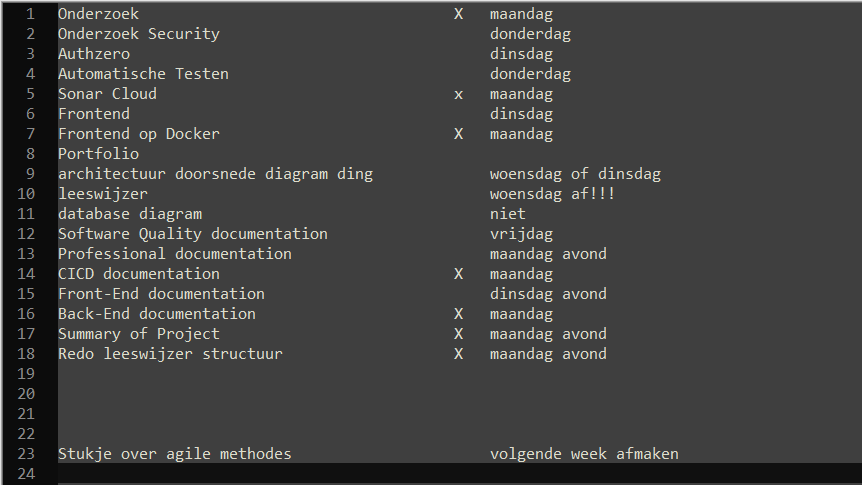 1 Onderzoek X maandag
2 Onderzoek Security donderdag
3 Authzero dinsdag
4 Automatische Testen donderdag
5 Sonar Cloud x maandag
6 Frontend dinsdag
7 Frontend op Docker X maandag
8 Portfolio
9 architectuur doorsnede diagram ding woensdag of dinsdag
10 leeswijzer woensdag af!!!
11 database diagram niet
12 Software Quality documentation vrijdag
13 Professional documentation maandag avond
14 CICD documentation X maandag
15 Front-End documentation dinsdag avond
16 Back-End documentation X maandag
17 Summary of Project X maandag avond
18 Redo leeswijzer structuur X maandag avond
19
20
21
22
23 Stukje over agile methodes volgende week afmaken
24